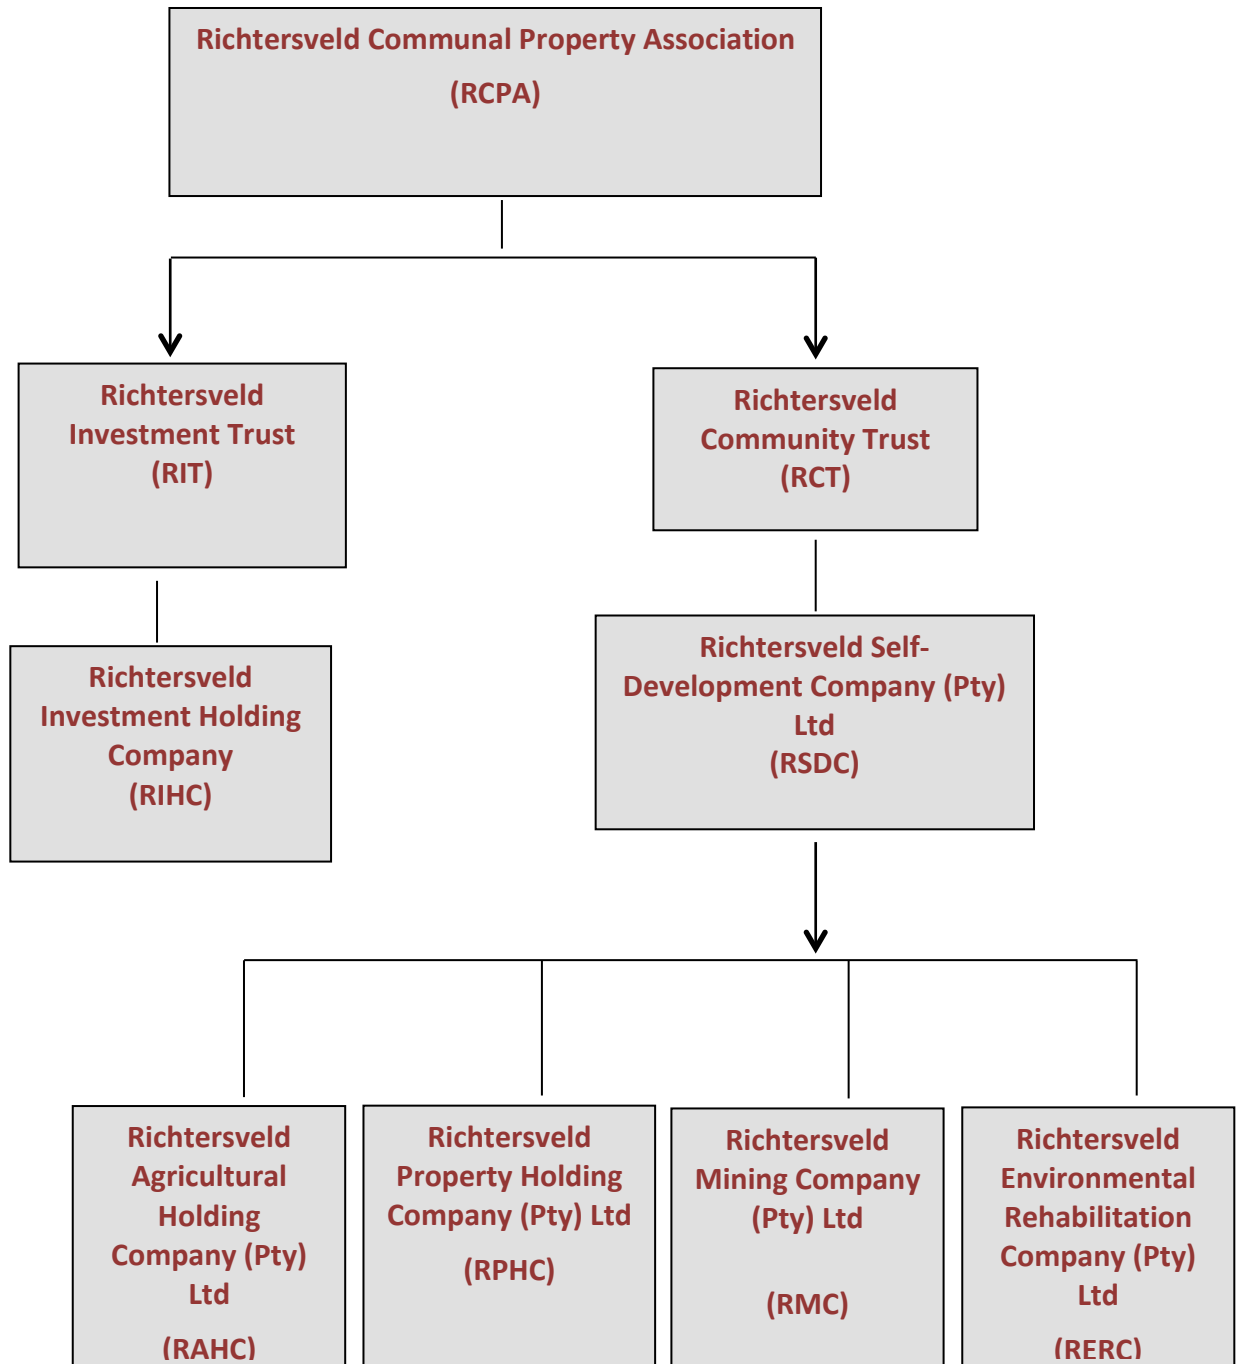 Richtersveld Communal Property Association
(RCPA)
Richtersveld
Investment Trust
(RIT)
Richtersveld
Community Trust
(RCT)
Richtersveld
Investment Holding
Company
(RIHC)
Richtersveld Self-
Development Company (Pty)
Ltd
(RSDC)
Richtersveld
Agricultural
Holding
Company (Pty)
Ltd
(RAHC)
Richtersveld
Property Holding
Company (Pty) Ltd
(RPHC)
Richtersveld
Mining Company
(Pty) Ltd
(RMC)
Richtersveld
Environmental
Rehabilitation
Company (Pty)
Ltd
(RERC)